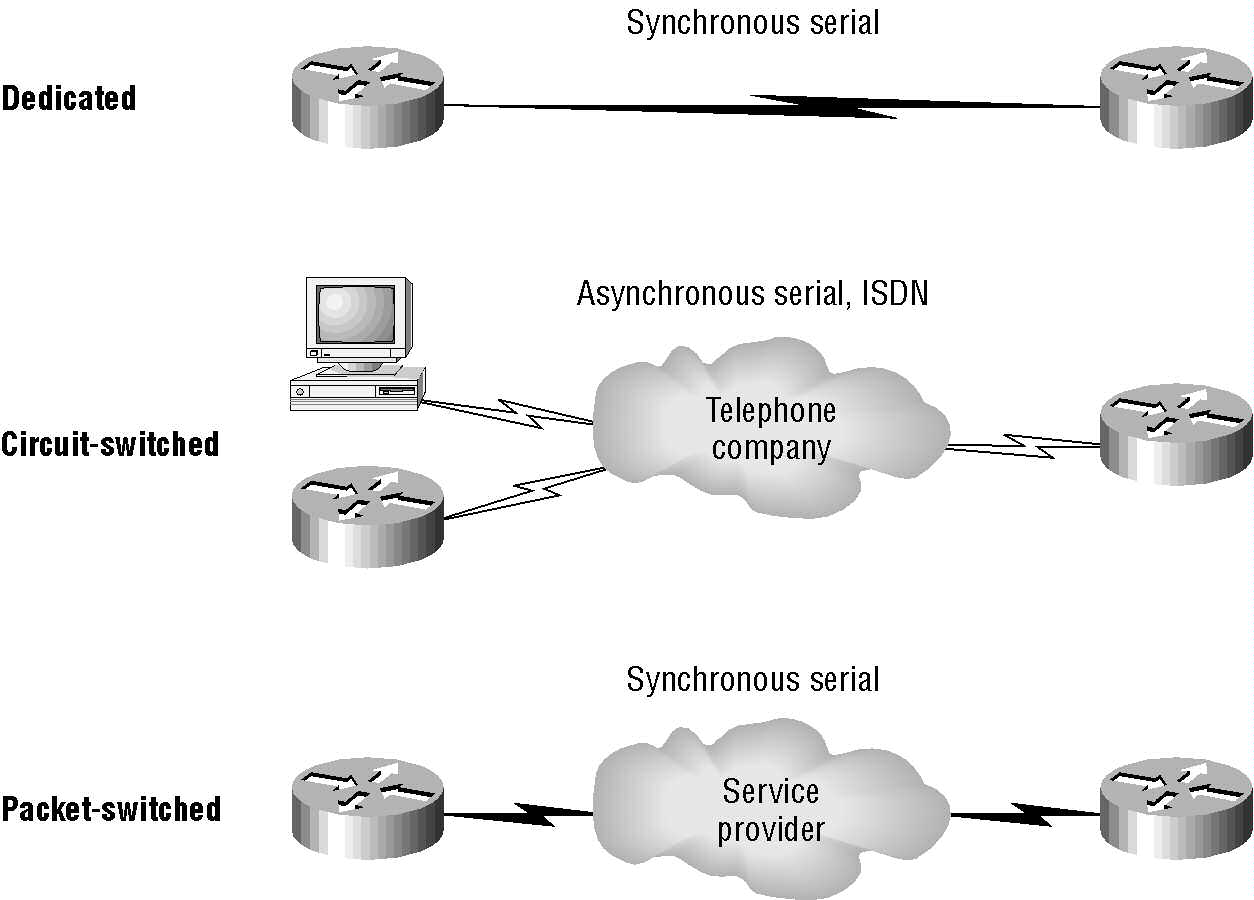 Synchronous serial
Dedicated
Asynchronous serial, ISDN
Telephone
company
Circuit-switched
Synchronous serial
Service
provider
Packet-switched